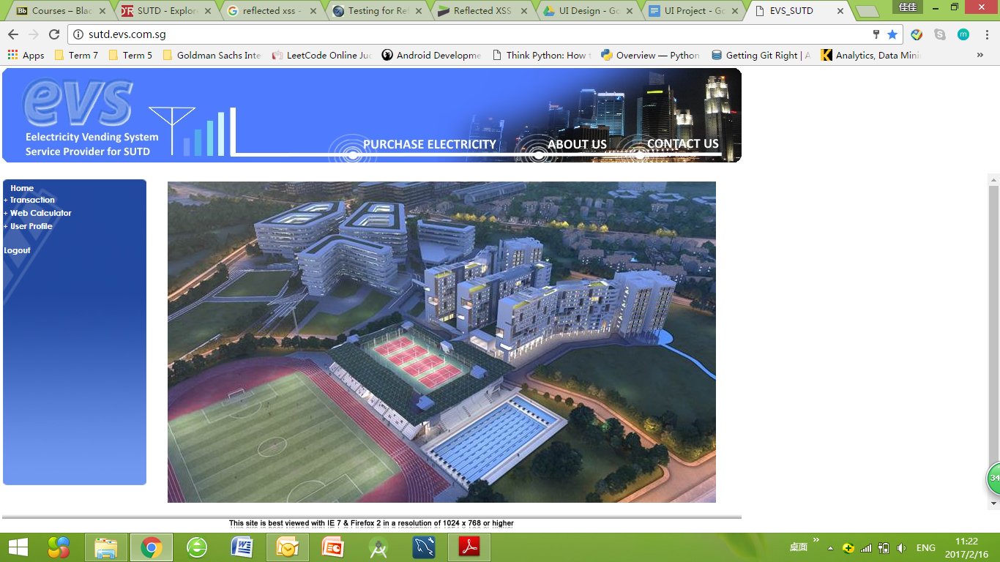 Courses – Blac
SUTD - Explore
reflected xss -
Testing for Ref
Reflected XSS
UI Design - Go
UI Project - Go
EVS_SUTD
佳佳
sutd.evs.com.sg
Apps
Term 7
Term 5
Goldman Sachs Inte
LeetCode Online Juc
Android Developme
Think Python: How t
Overview — Python
Getting Git Right | A
Analytics, Data Mini
»
evs
Eelectricity Vending System
Service Provider for SUTD
PURCHASE ELECTRICITY
ABOUT US
CONTACT US
Home
+ Transaction
+ Web Calculator
+ User Profile
Logout
34
This site is best viewed with IE 7 & Firefox 2 in a resolution of 1024 x 768 or higher
桌面
»
ENG
11:22
2017/2/16